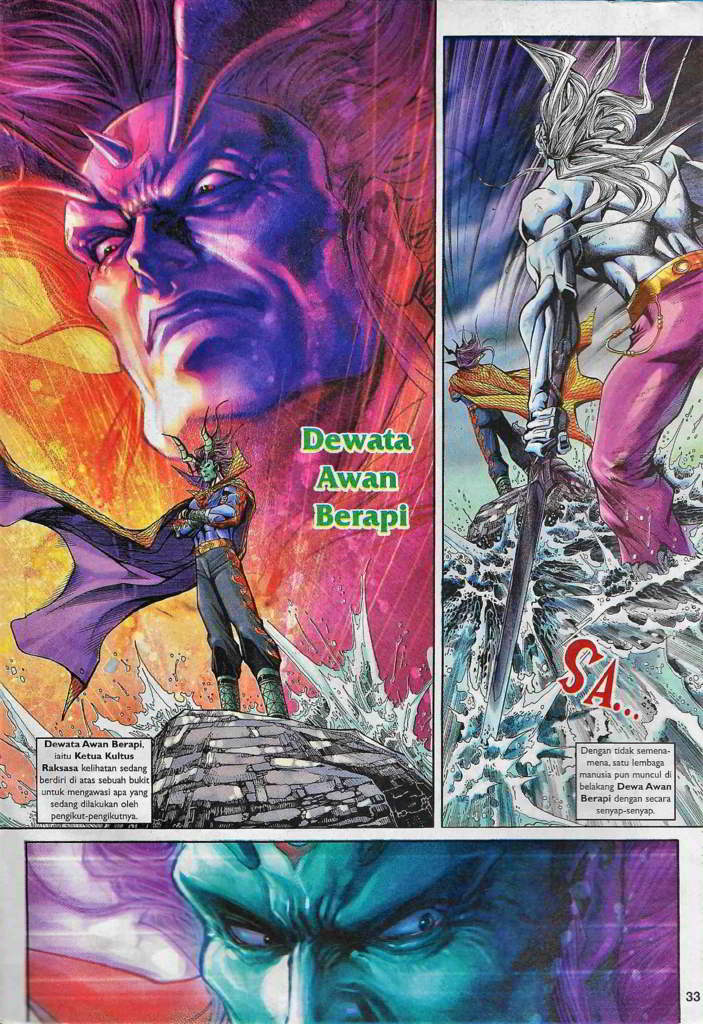 Dewata
Awan
Berapi
Dewata Awan Berapi,
iaitu Ketua Kultus
Raksasa kelihatan sedang
berdiri di atas sebuah bukit
untuk mengawasi apa yang
sedang dilakukan oleh
pengikut-pengikutnya.
SA...
Dengan tidak semena-
mena, satu lembaga
manusia pun muncul di
belakang Dewa Awan
Berapi dengan secara
senyap-senyap.
33